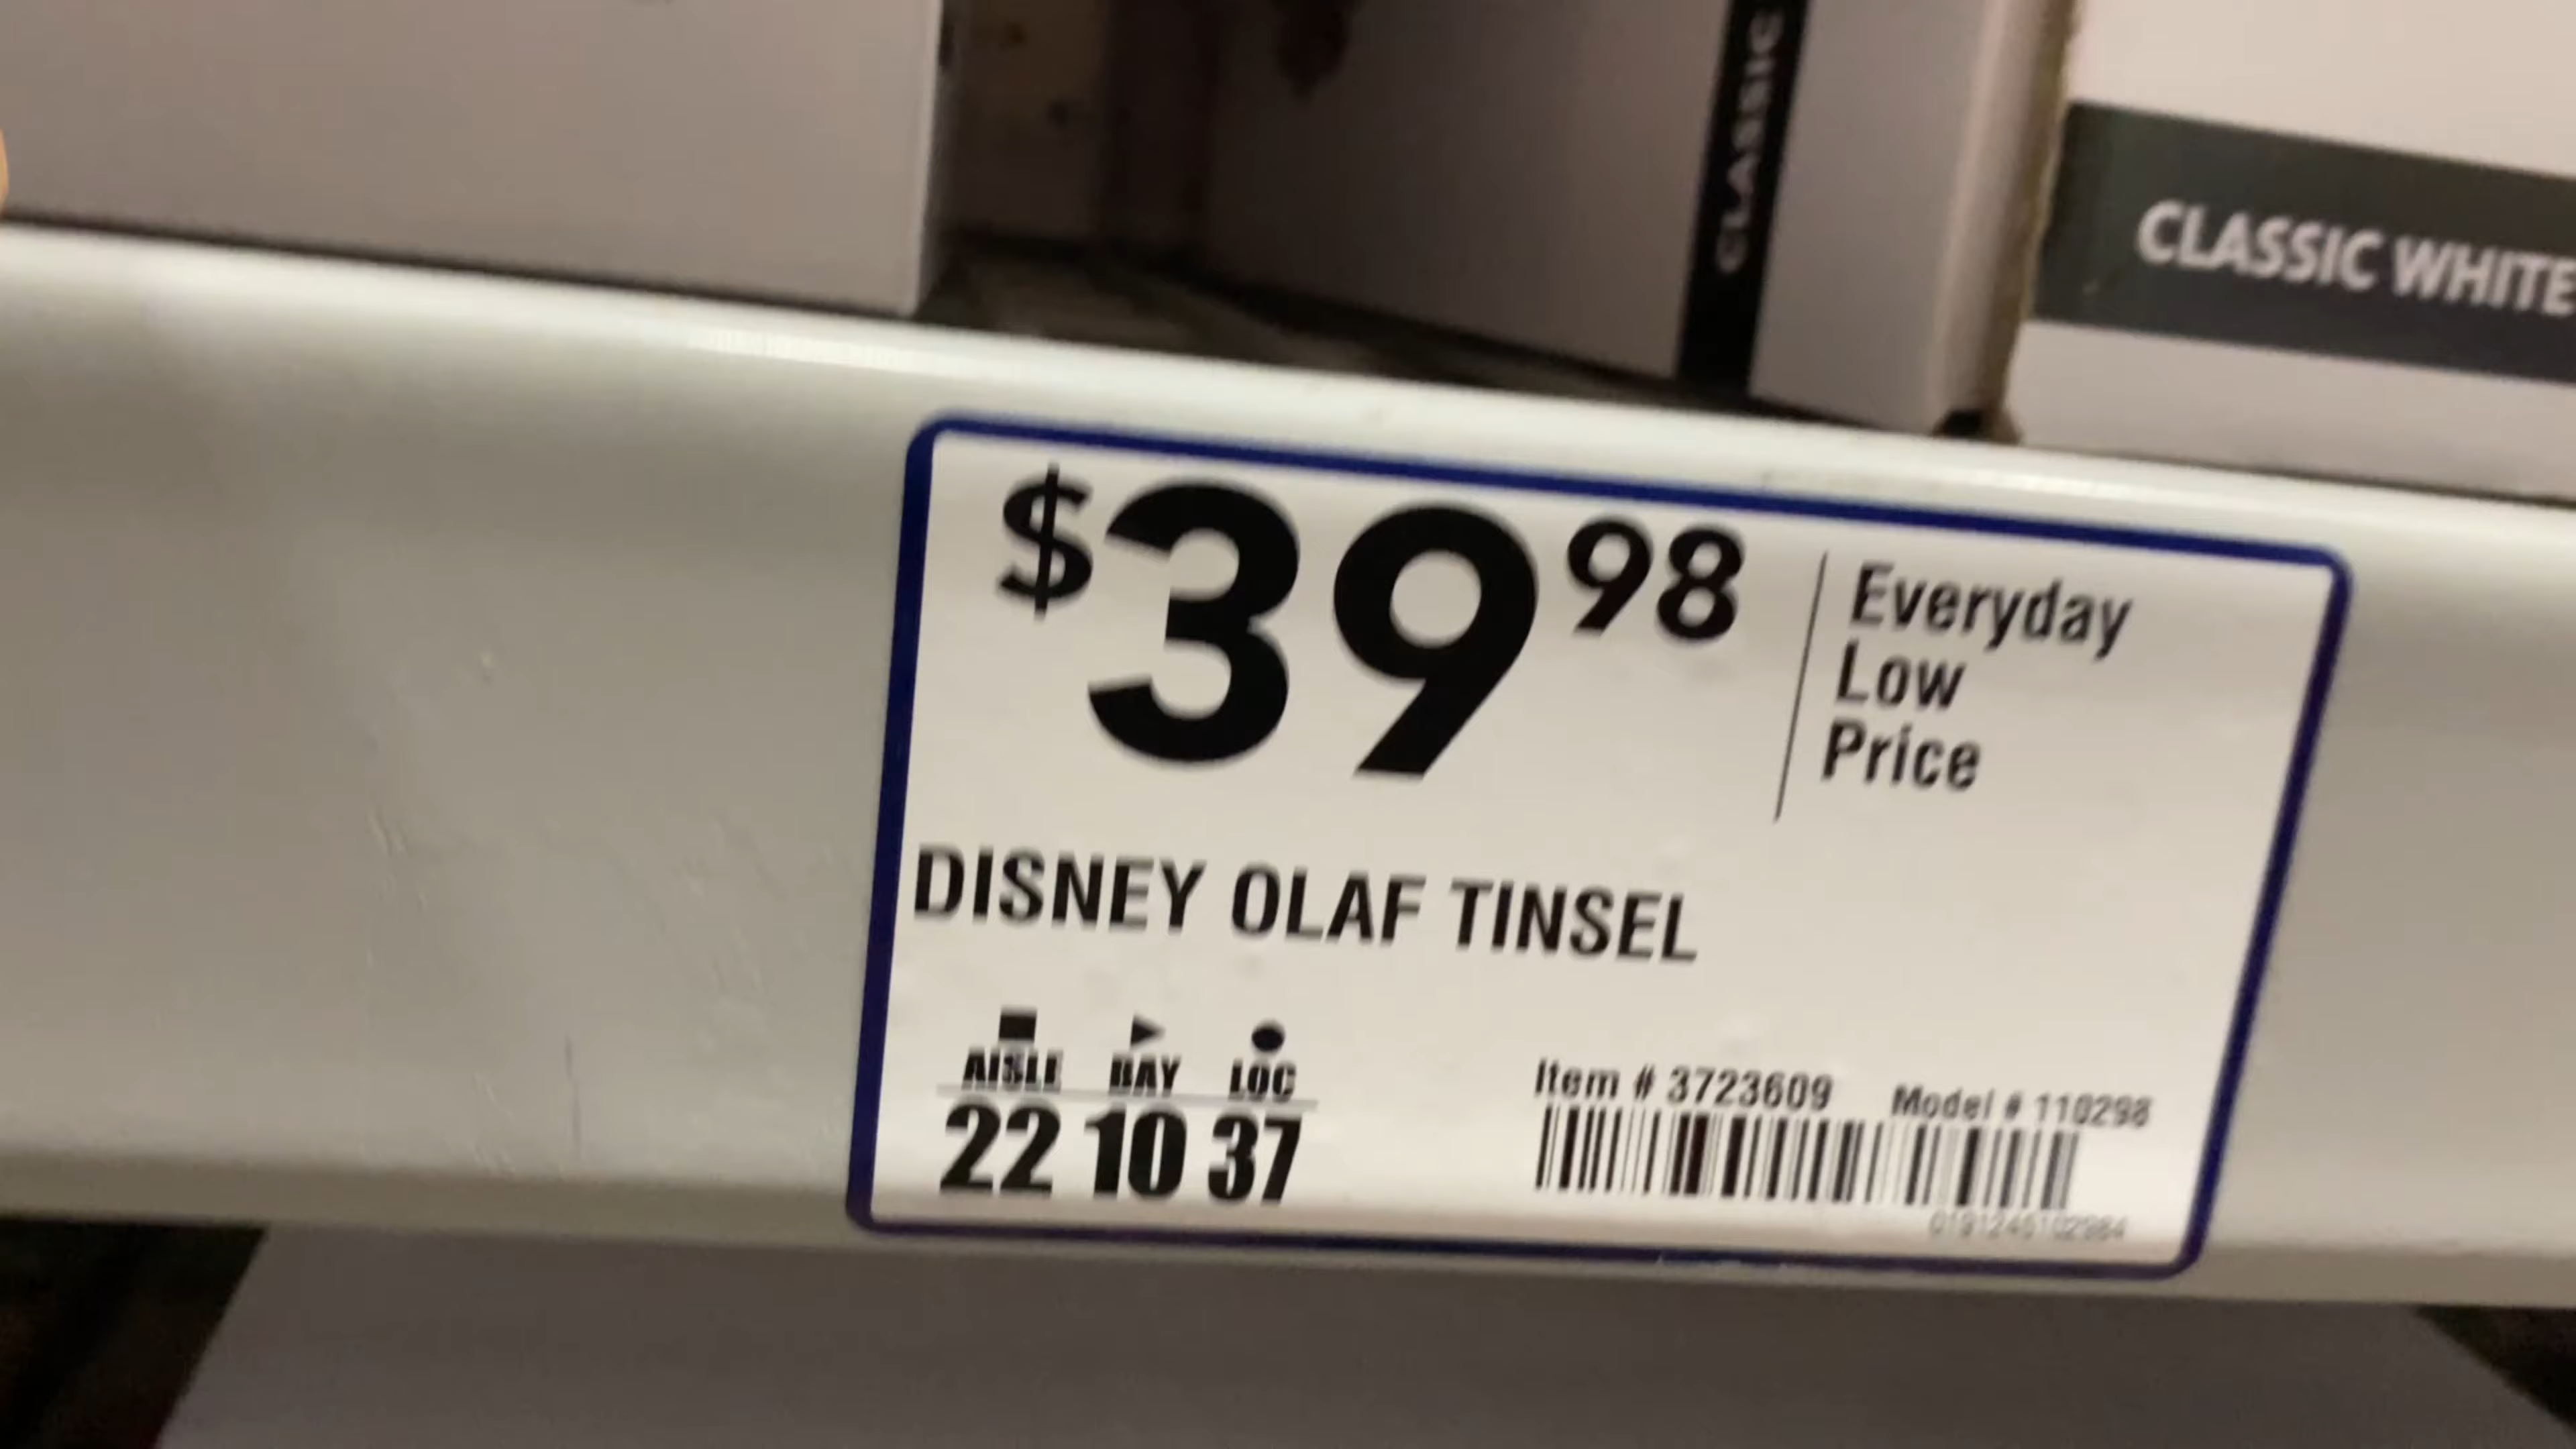 CLASSIC
CLASSIC WHITE
$39 98
Everyday
Low
Price
DISNEY OLAF TINSEL
AISLE BAY LOC
22 10 37
Item # 3723609 Model # 110298